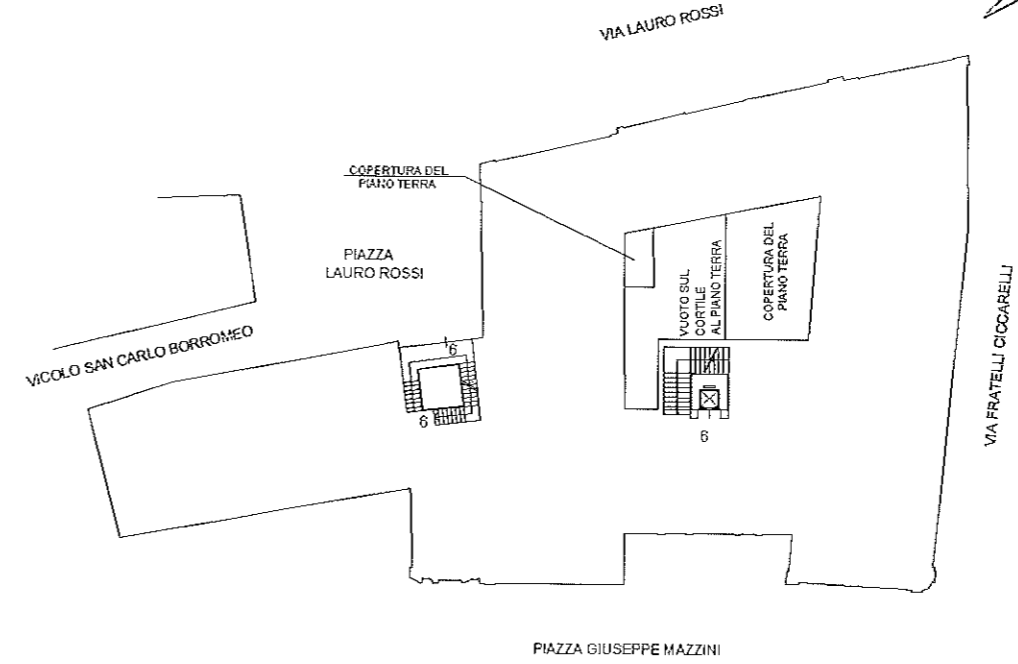 VIA LAURO ROSSI
COPERTURA DEL
PIANO TERRA
PIAZZA
LAURO ROSSI
VICOLO SAN CARLO BORROMEO
VUOTO SUL
CORTILE
AL PIANO TERRA
COPERTURA DEL
PIANO TERRA
VIA FRATELLI CICCARELLI
6
6
6
PIAZZA GIUSEPPE MAZZINI